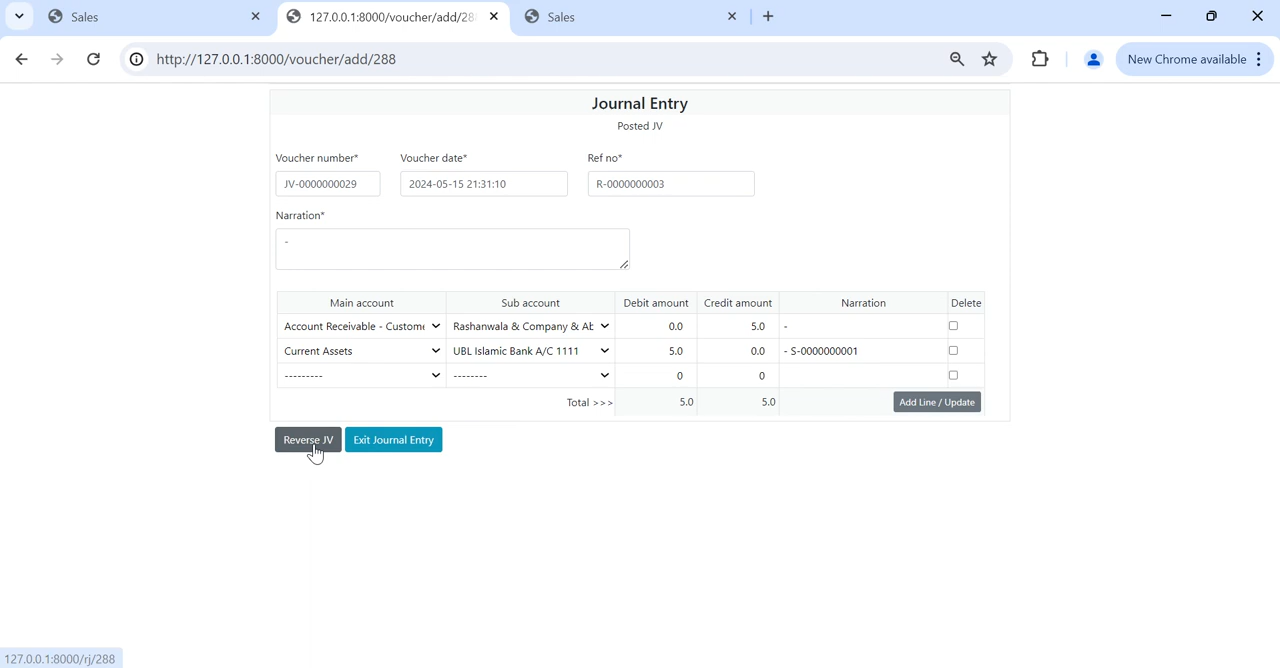 Sales
127.0.0.1:8000/voucher/add/28
Sales
http://127.0.0.1:8000/voucher/add/288
New Chrome available
Journal Entry
Posted JV
Voucher number* Voucher date* Ref no*
JV-0000000029 2024-05-15 21:31:10 R-0000000003
Narration*
-
Main account Sub account Debit amount Credit amount Narration Delete
Account Receivable - Custome Rashanwala & Company & Ab 0.0 5.0 -
Current Assets UBL Islamic Bank A/C 1111 5.0 0.0 - S-0000000001
--------- --------- 0 0
Total >>> 5.0 5.0 Add Line / Update
Reverse JV Exit Journal Entry
127.0.0.1:8000/rj/288